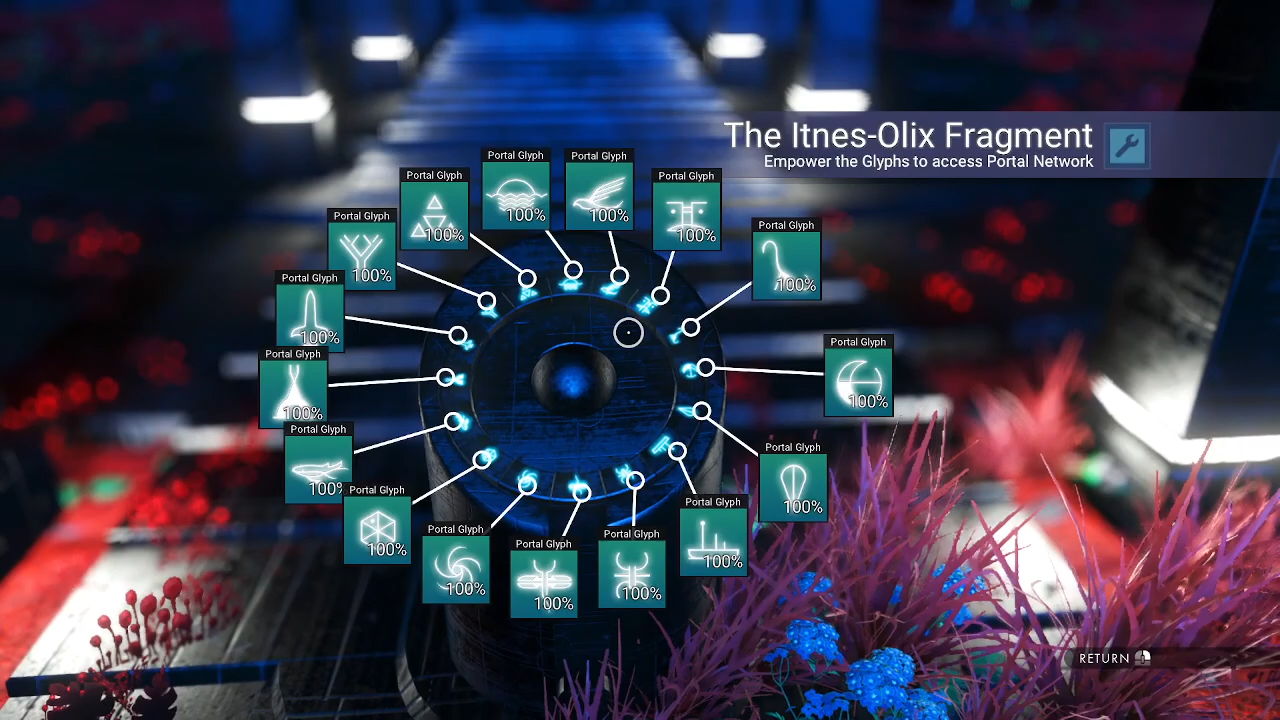 The Itnes-Olix Fragment
Empower the Glyphs to access Portal Network
Portal Glyph
100%
Portal Glyph
100%
Portal Glyph
100%
Portal Glyph
100%
Portal Glyph
100%
Portal Glyph
100%
Portal Glyph
100%
Portal Glyph
100%
Portal Glyph
100%
Portal Glyph
100%
Portal Glyph
100%
Portal Glyph
100%
Portal Glyph
100%
Portal Glyph
100%
Portal Glyph
100%
Portal Glyph
100%
RETURN